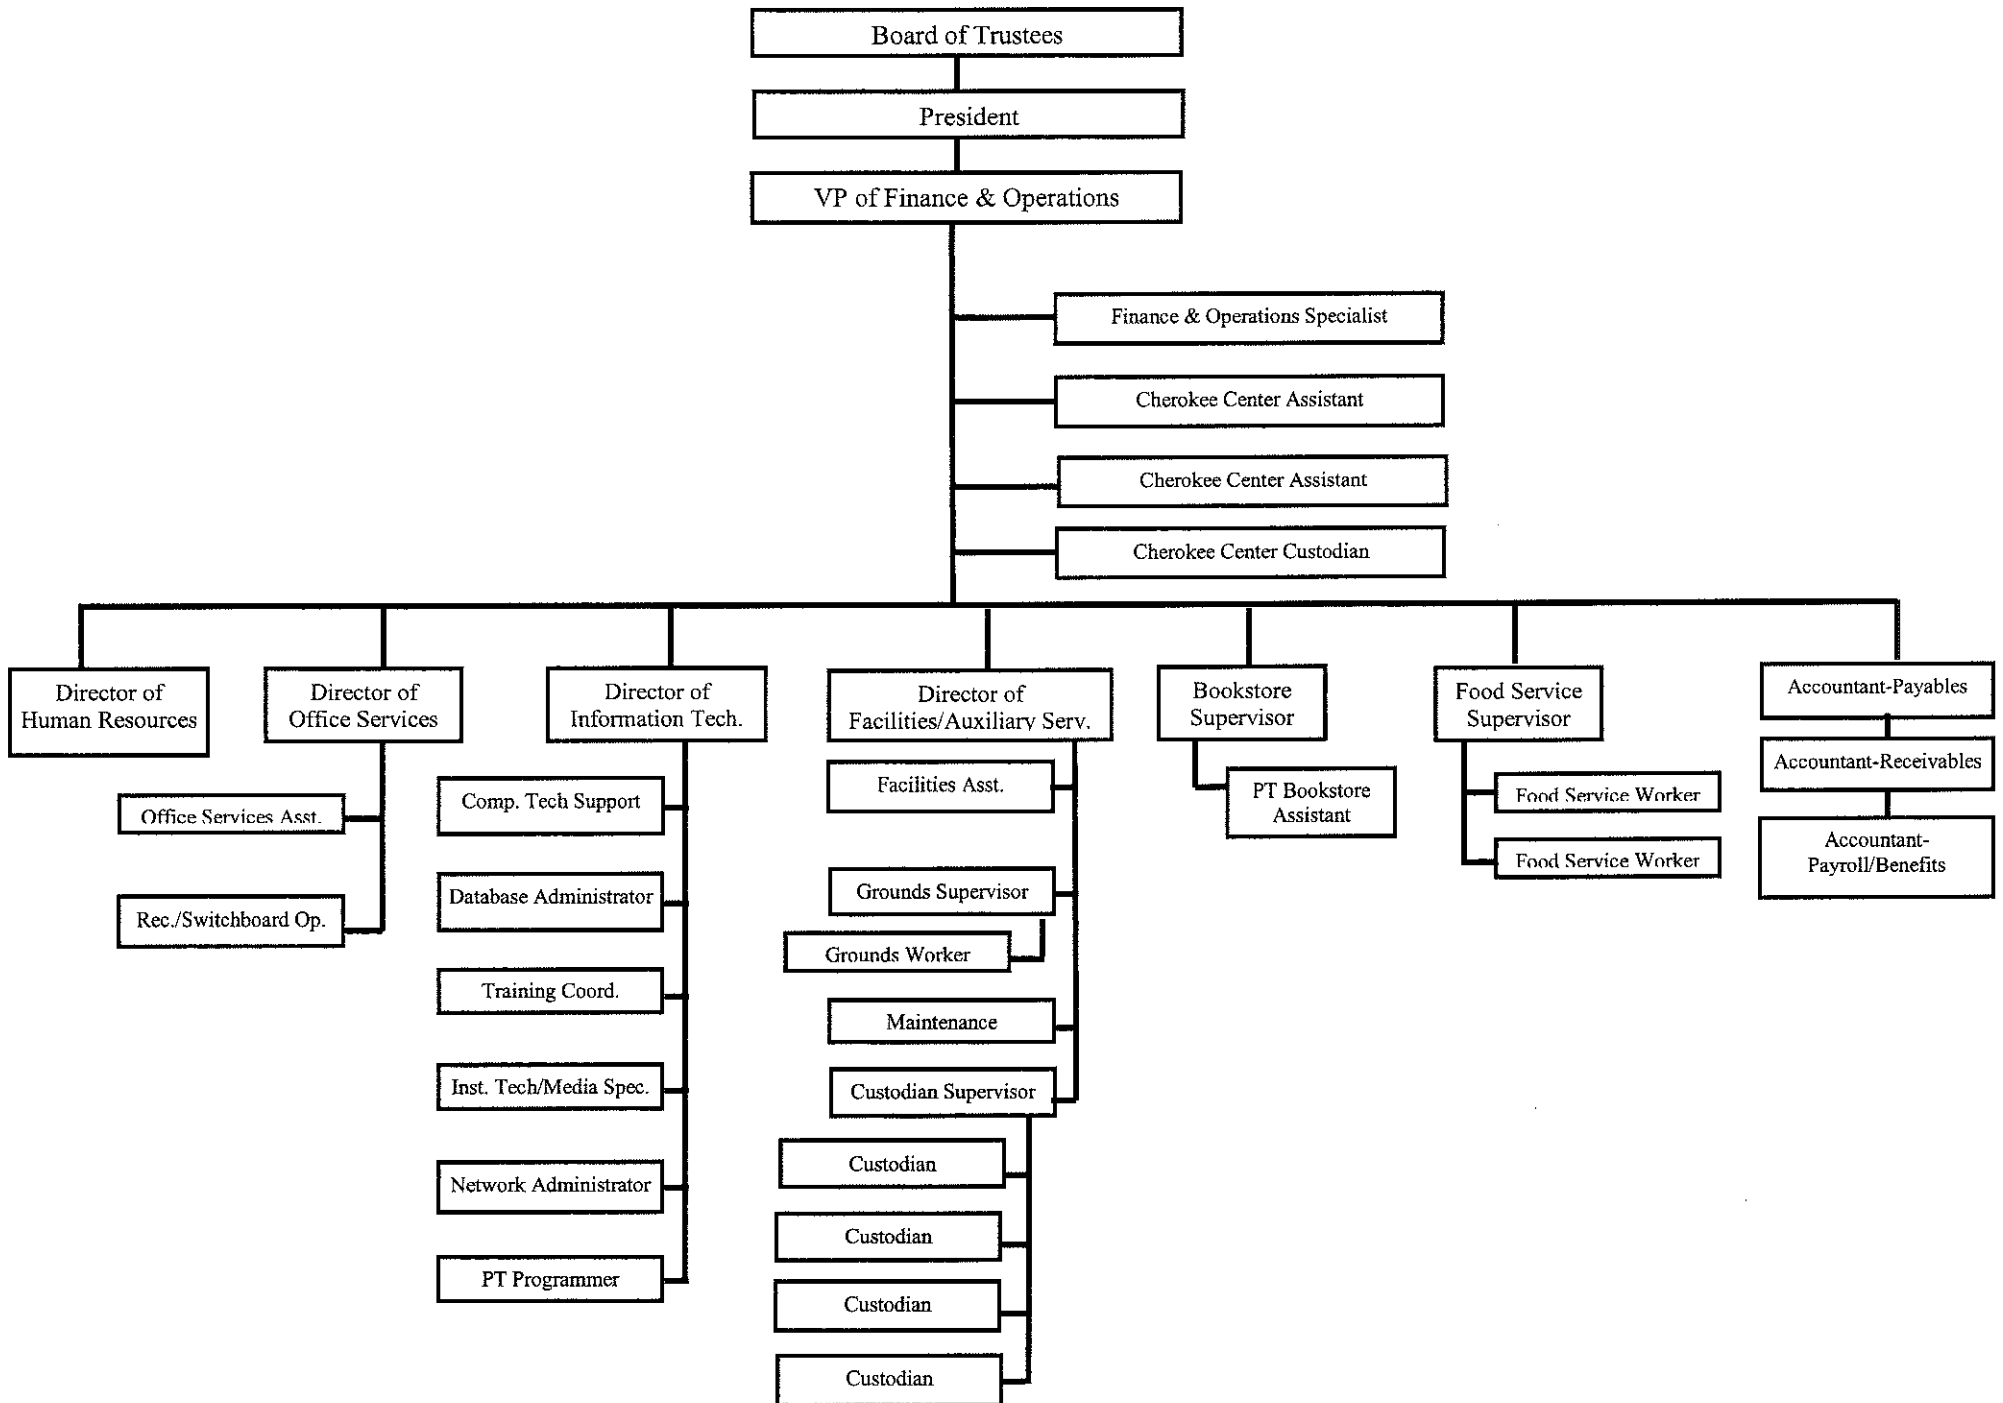 Board of Trustees
President
VP of Finance & Operations
Finance & Operations Specialist
Cherokee Center Assistant
Cherokee Center Assistant
Cherokee Center Custodian
Director of
Human Resources
Director of
Office Services
Office Services Asst.
Rec./Switchboard Op.
Director of
Information Tech.
Comp. Tech Support
Database Administrator
Training Coord.
Inst. Tech/Media Spec.
Network Administrator
PT Programmer
Director of
Facilities/Auxiliary Serv.
Facilities Asst.
Grounds Supervisor
Grounds Worker
Maintenance
Custodian Supervisor
Custodian
Custodian
Custodian
Custodian
Bookstore
Supervisor
PT Bookstore
Assistant
Food Service
Supervisor
Food Service Worker
Food Service Worker
Accountant-Payables
Accountant-Receivables
Accountant-
Payroll/Benefits